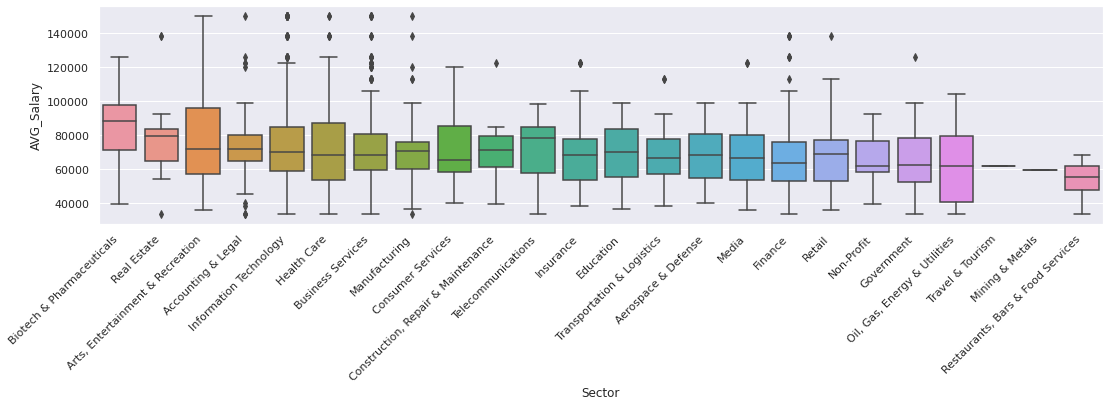 140000
120000
100000
80000
60000
40000
AVG_Salary
Biotech & Pharmaceuticals
Real Estate
Arts, Entertainment & Recreation
Accounting & Legal
Information Technology
Health Care
Business Services
Manufacturing
Consumer Services
Construction, Repair & Maintenance
Telecommunications
Insurance
Education
Transportation & Logistics
Aerospace & Defense
Media
Finance
Retail
Non-Profit
Government
Oil, Gas, Energy & Utilities
Travel & Tourism
Mining & Metals
Restaurants, Bars & Food Services
Sector